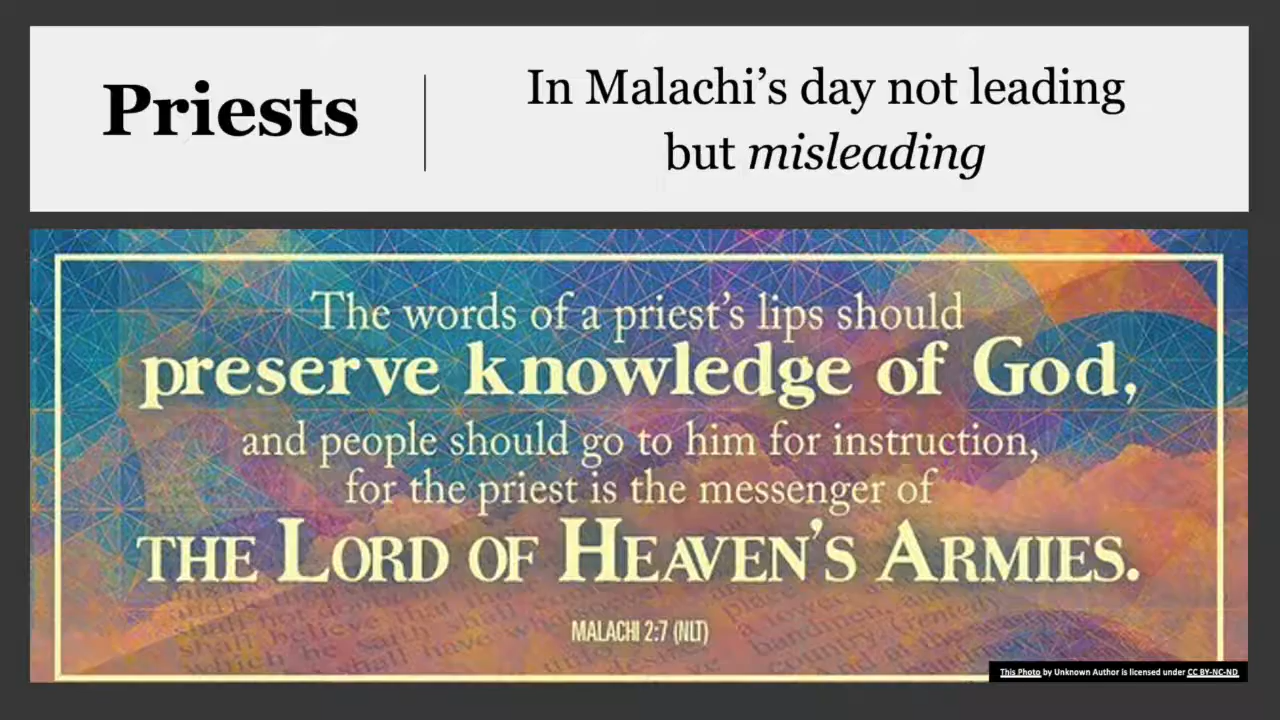 Priests
In Malachi’s day not leading
but misleading
The words of a priest’s lips should
preserve knowledge of God,
and people should go to him for instruction,
for the priest is the messenger of
THE LORD OF HEAVEN’S ARMIES.
MALACHI 2:7 (NLT)
This Photo by Unknown Author is licensed under CC BY-NC-ND